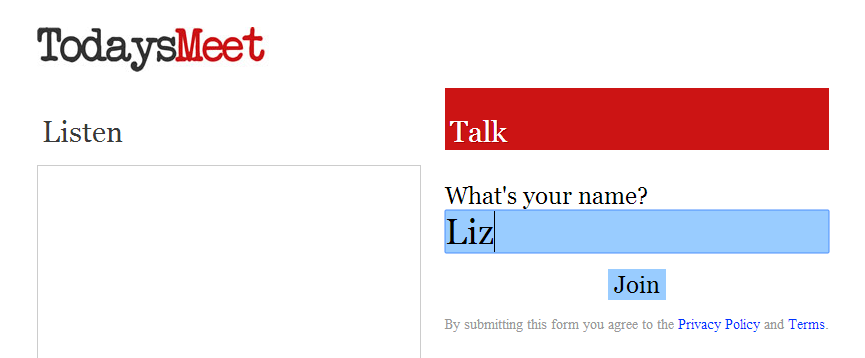 TodaysMeet
Listen
Talk
What's your name?
Liz
Join
By submitting this form you agree to the Privacy Policy and Terms.